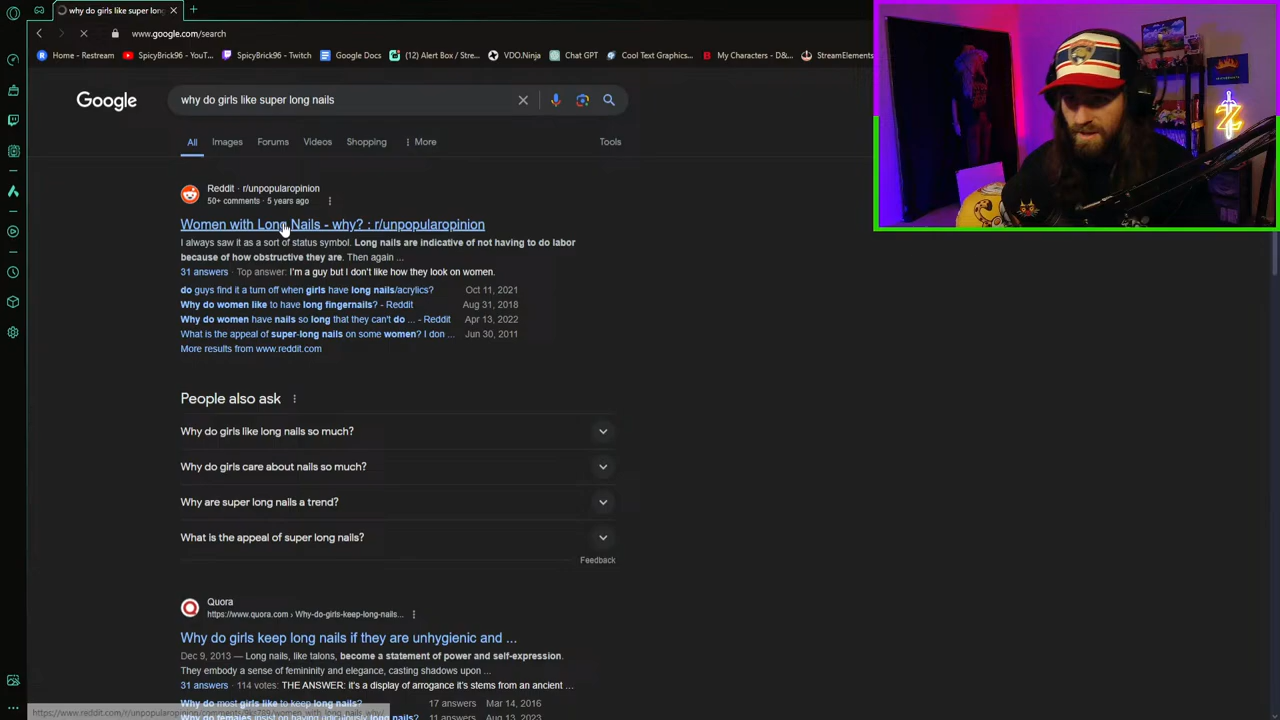 why do girls like super long
www.google.com/search
Home - Restream
SpicyBrick96 - YouT...
SpicyBrick96 - Twitch
Google Docs
(12) Alert Box / Stre...
VDO.Ninja
Chat GPT
Cool Text Graphics...
My Characters - D&...
StreamElements
Google
why do girls like super long nails
All
Images
Forums
Videos
Shopping
More
Tools
Reddit · r/unpopularopinion
50+ comments · 5 years ago
Women with Long Nails - why? : r/unpopularopinion
I always saw it as a sort of status symbol. Long nails are indicative of not having to do labor
because of how obstructive they are. Then again ...
31 answers · Top answer: I'm a guy but I don't like how they look on women.
do guys find it a turn off when girls have long nails/acrylics? Oct 11, 2021
Why do women like to have long fingernails? - Reddit Aug 31, 2018
Why do women have nails so long that they can't do ... - Reddit Apr 13, 2022
What is the appeal of super-long nails on some women? I don ... Jun 30, 2011
More results from www.reddit.com
People also ask
Why do girls like long nails so much?
Why do girls care about nails so much?
Why are super long nails a trend?
What is the appeal of super long nails?
Feedback
Quora
https://www.quora.com › Why-do-girls-keep-long-nails...
Why do girls keep long nails if they are unhygienic and ...
Dec 9, 2013 — Long nails, like talons, become a statement of power and self-expression.
They embody a sense of femininity and elegance, casting shadows upon ...
31 answers · 114 votes: THE ANSWER: it's a display of arrogance it's stems from an ancient ...
Why do most girls like to keep long nails? 17 answers Mar 14, 2016
11 answers Aug 13, 2023